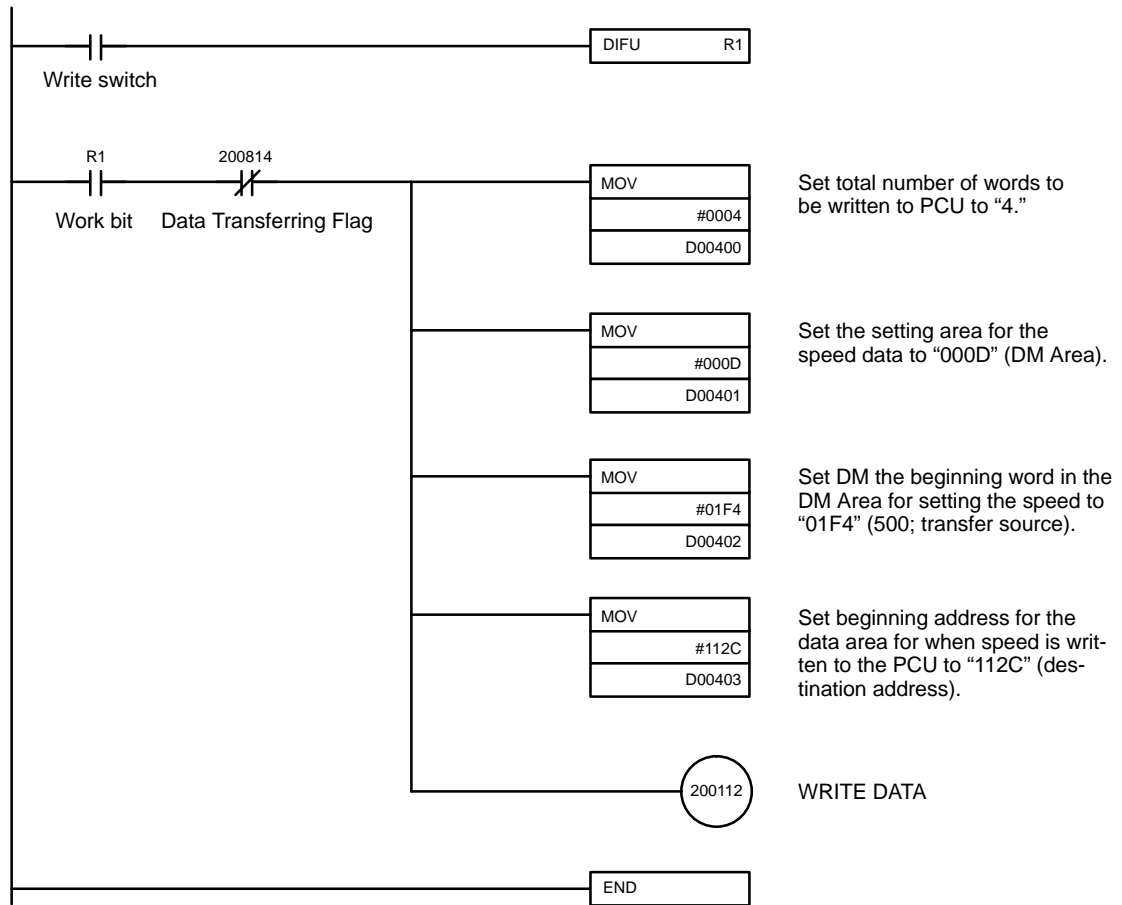 DIFU R1
Write switch
R1 200814
Work bit Data Transferring Flag
MOV
#0004
D00400
Set total number of words to
be written to PCU to “4.”
MOV
#000D
D00401
Set the setting area for the
speed data to “000D” (DM Area).
MOV
#01F4
D00402
Set DM the beginning word in the
DM Area for setting the speed to
“01F4” (500; transfer source).
MOV
#112C
D00403
Set beginning address for the
data area for when speed is writ-
ten to the PCU to “112C” (des-
tination address).
200112 WRITE DATA
END